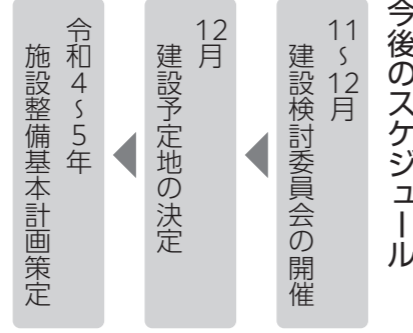 今後のスケジュール
11～12月
建設検討委員会の開催
12月
建設予定地の決定
令和4～5年
施設整備基本計画策定